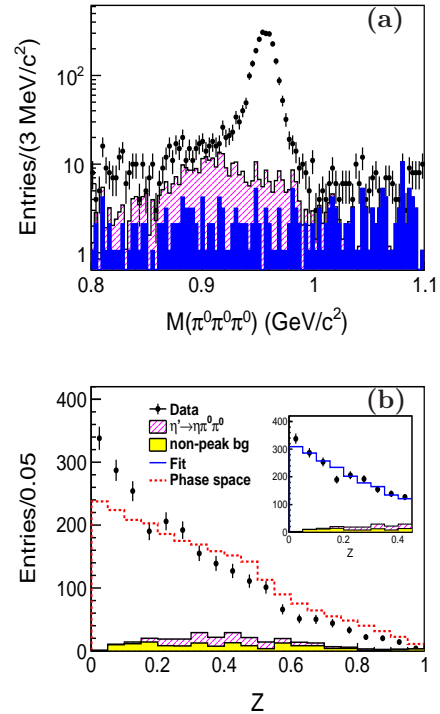 (a)
Entries/(3 MeV/c²)
10²
10
1
0.8 0.9 1 1.1
M(π⁰π⁰π⁰) (GeV/c²)
(b)
Entries/0.05
400
300
200
100
0
Data
η'→ηπ⁰π⁰
non-peak bg
Fit
Phase space
400
300
200
100
0
0 0.2 0.4
Z
0 0.2 0.4 0.6 0.8 1
Z